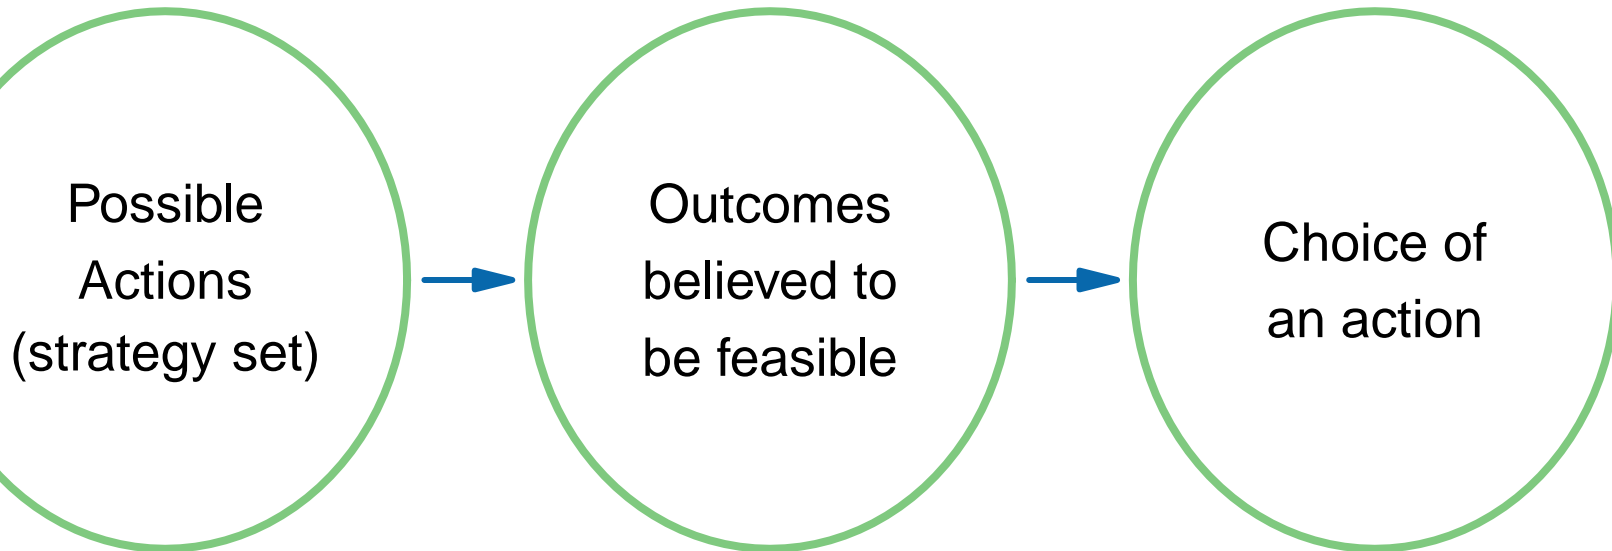 Possible
Actions
(strategy set)
Outcomes
believed to
be feasible
Choice of
an action